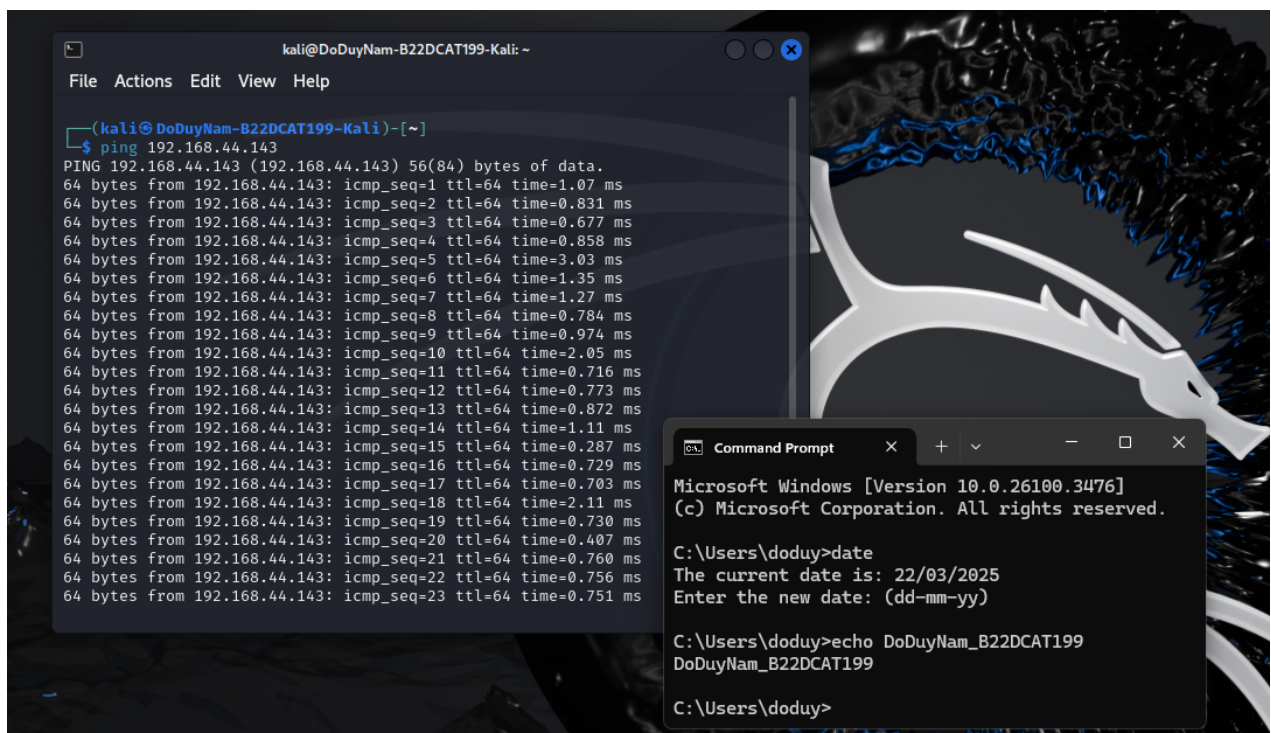 kali@DoDuyNam-B22DCAT199-Kali: ~
File Actions Edit View Help
┌──(kali㉿DoDuyNam-B22DCAT199-Kali)-[~]
└─$ ping 192.168.44.143
PING 192.168.44.143 (192.168.44.143) 56(84) bytes of data.
64 bytes from 192.168.44.143: icmp_seq=1 ttl=64 time=1.07 ms
64 bytes from 192.168.44.143: icmp_seq=2 ttl=64 time=0.831 ms
64 bytes from 192.168.44.143: icmp_seq=3 ttl=64 time=0.677 ms
64 bytes from 192.168.44.143: icmp_seq=4 ttl=64 time=0.858 ms
64 bytes from 192.168.44.143: icmp_seq=5 ttl=64 time=3.03 ms
64 bytes from 192.168.44.143: icmp_seq=6 ttl=64 time=1.35 ms
64 bytes from 192.168.44.143: icmp_seq=7 ttl=64 time=1.27 ms
64 bytes from 192.168.44.143: icmp_seq=8 ttl=64 time=0.784 ms
64 bytes from 192.168.44.143: icmp_seq=9 ttl=64 time=0.974 ms
64 bytes from 192.168.44.143: icmp_seq=10 ttl=64 time=2.05 ms
64 bytes from 192.168.44.143: icmp_seq=11 ttl=64 time=0.716 ms
64 bytes from 192.168.44.143: icmp_seq=12 ttl=64 time=0.773 ms
64 bytes from 192.168.44.143: icmp_seq=13 ttl=64 time=0.872 ms
64 bytes from 192.168.44.143: icmp_seq=14 ttl=64 time=1.11 ms
64 bytes from 192.168.44.143: icmp_seq=15 ttl=64 time=0.287 ms
64 bytes from 192.168.44.143: icmp_seq=16 ttl=64 time=0.729 ms
64 bytes from 192.168.44.143: icmp_seq=17 ttl=64 time=0.703 ms
64 bytes from 192.168.44.143: icmp_seq=18 ttl=64 time=2.11 ms
64 bytes from 192.168.44.143: icmp_seq=19 ttl=64 time=0.730 ms
64 bytes from 192.168.44.143: icmp_seq=20 ttl=64 time=0.407 ms
64 bytes from 192.168.44.143: icmp_seq=21 ttl=64 time=0.760 ms
64 bytes from 192.168.44.143: icmp_seq=22 ttl=64 time=0.756 ms
64 bytes from 192.168.44.143: icmp_seq=23 ttl=64 time=0.751 ms
Command Prompt
Microsoft Windows [Version 10.0.26100.3476]
(c) Microsoft Corporation. All rights reserved.
C:\Users\doduy>date
The current date is: 22/03/2025
Enter the new date: (dd-mm-yy)
C:\Users\doduy>echo DoDuyNam_B22DCAT199
DoDuyNam_B22DCAT199
C:\Users\doduy>